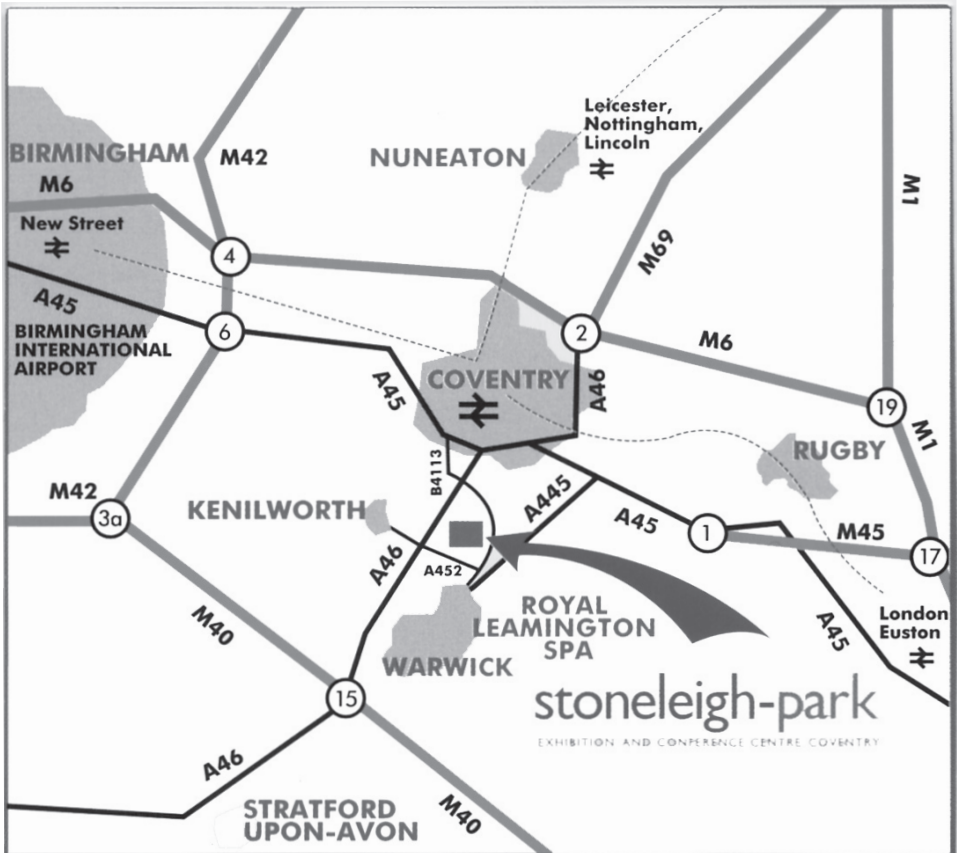 Leicester,
Nottingham,
Lincoln
BIRMINGHAM
M42
NUNEATON
M6
New Street
M1
M69
4
A45
BIRMINGHAM
INTERNATIONAL
AIRPORT
6
2
M6
A45
COVENTRY
A46
19
M1
B4113
RUGBY
M42
3a
KENILWORTH
A445
A45
1
M45
17
A46
A452
M40
ROYAL
LEAMINGTON
SPA
WARWICK
A45
London
Euston
15
stoneleigh-park
EXHIBITION AND CONFERENCE CENTRE COVENTRY
A46
STRATFORD
UPON-AVON
M40